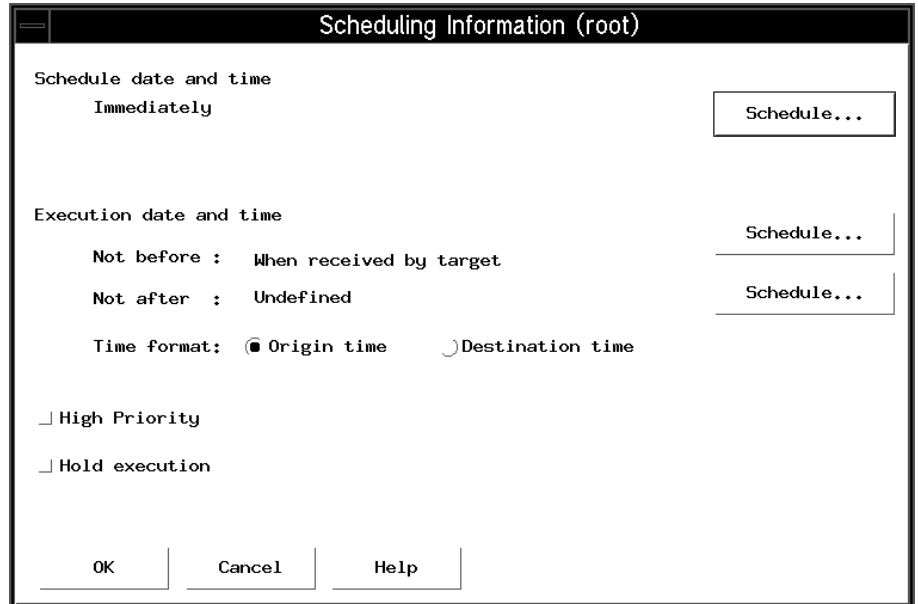 Scheduling Information (root)
Schedule date and time
Immediately
Schedule...
Execution date and time
Schedule...
Not before : When received by target
Not after : Undefined
Schedule...
Time format: Origin time Destination time
High Priority
Hold execution
OK Cancel Help